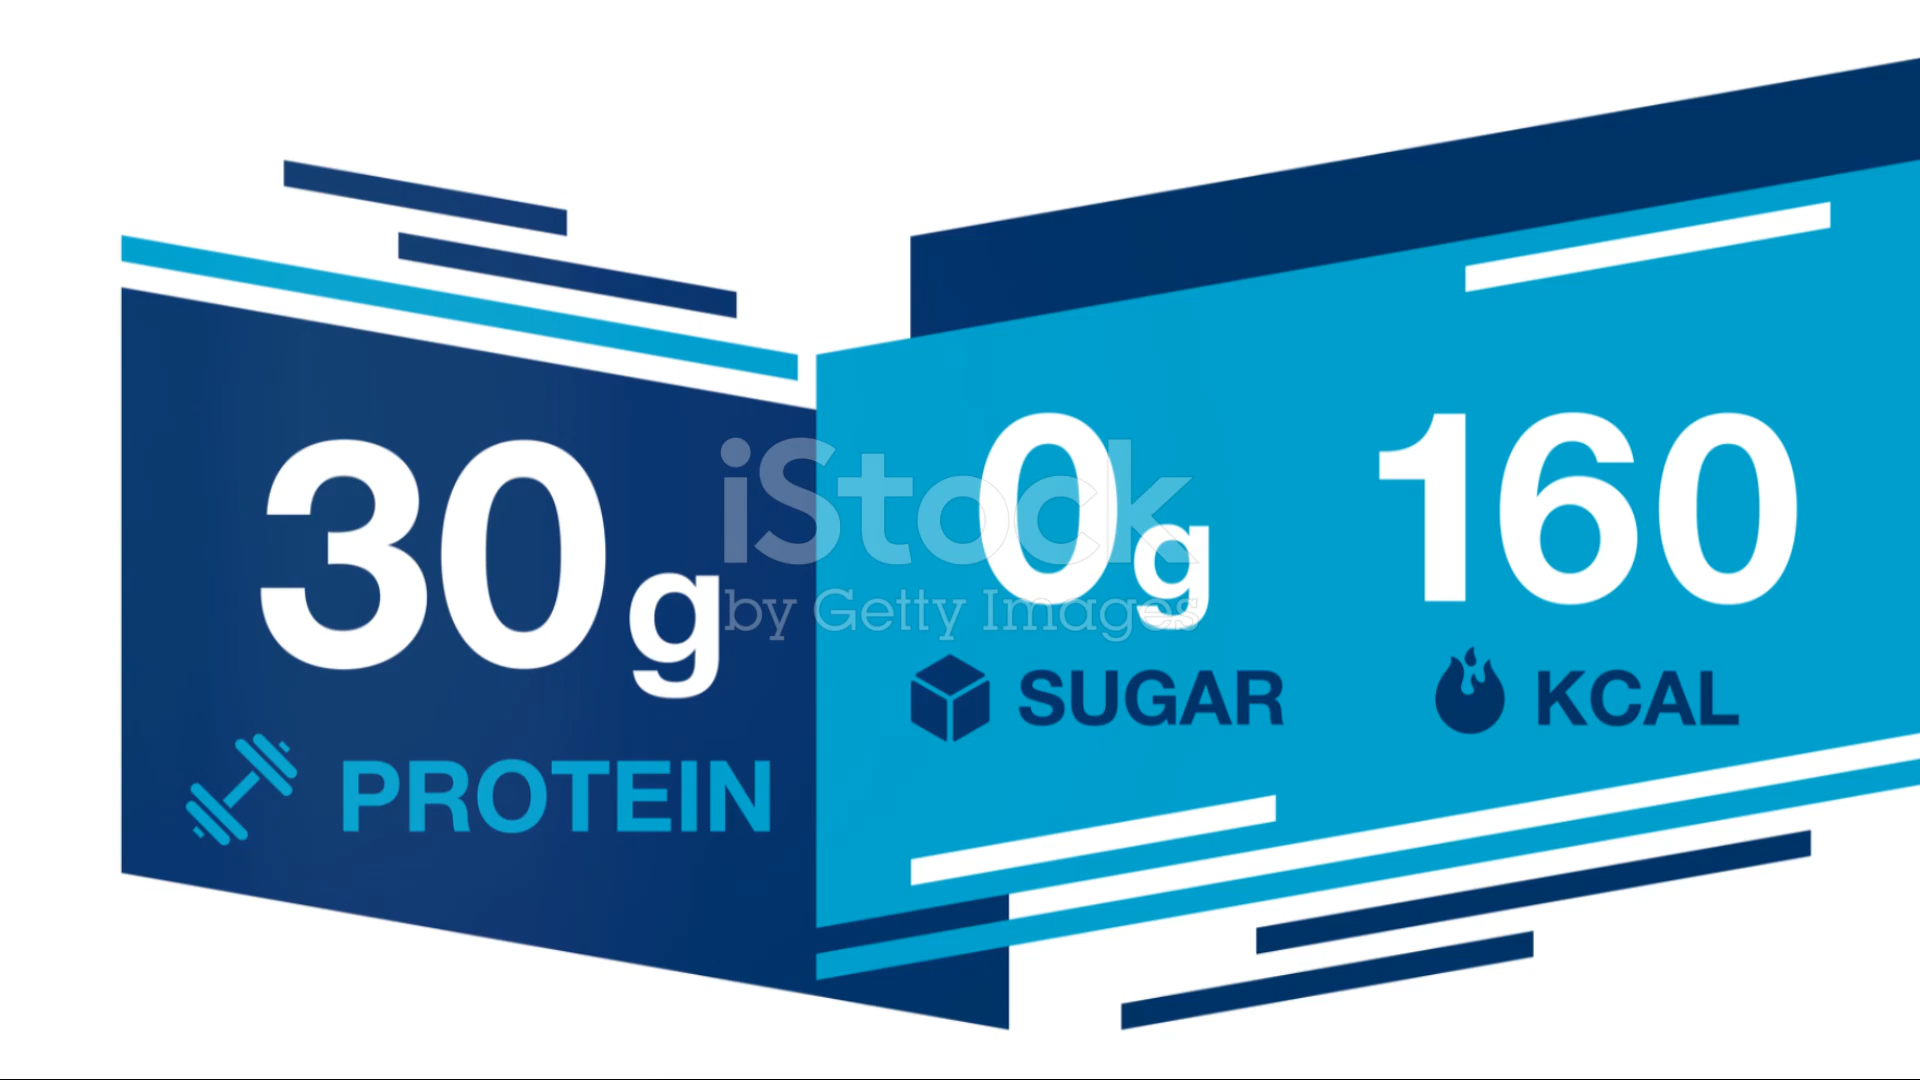 30g
PROTEIN
0g
SUGAR
160
KCAL
iStock
by Getty Images